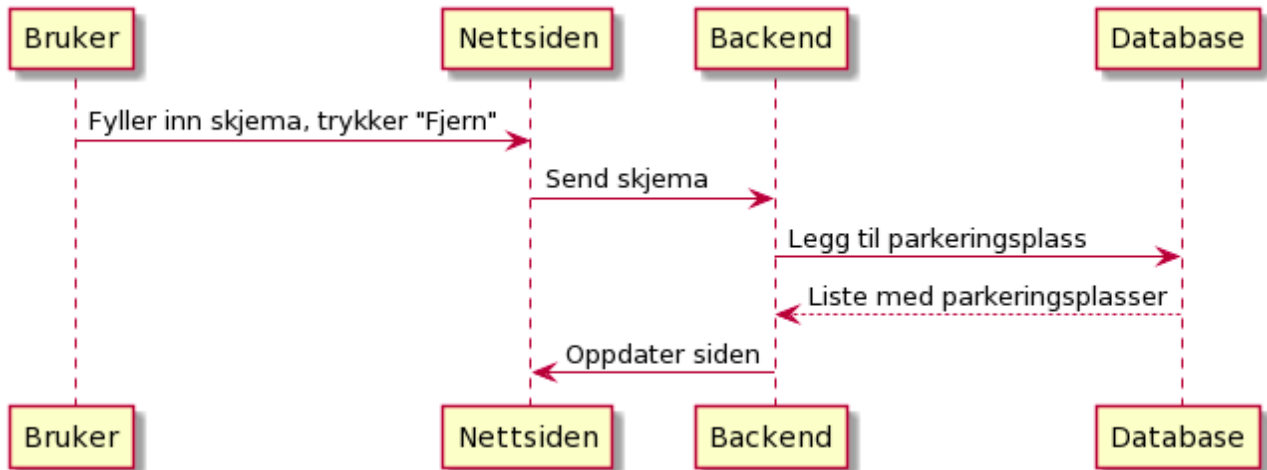 Bruker Nettsiden Backend Database
Fyller inn skjema, trykker "Fjern"
Send skjema
Legg til parkeringsplass
Liste med parkeringsplasser
Oppdater siden
Bruker Nettsiden Backend Database